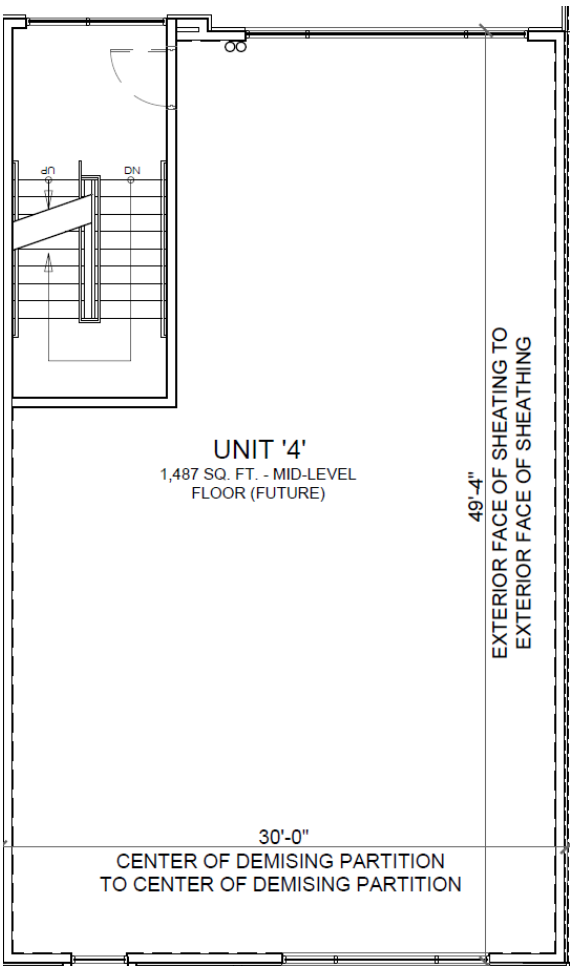 UP
DN
UNIT '4'
1,487 SQ. FT. - MID-LEVEL
FLOOR (FUTURE)
49'-4"
EXTERIOR FACE OF SHEATING TO
EXTERIOR FACE OF SHEATHING
30'-0"
CENTER OF DEMISING PARTITION
TO CENTER OF DEMISING PARTITION